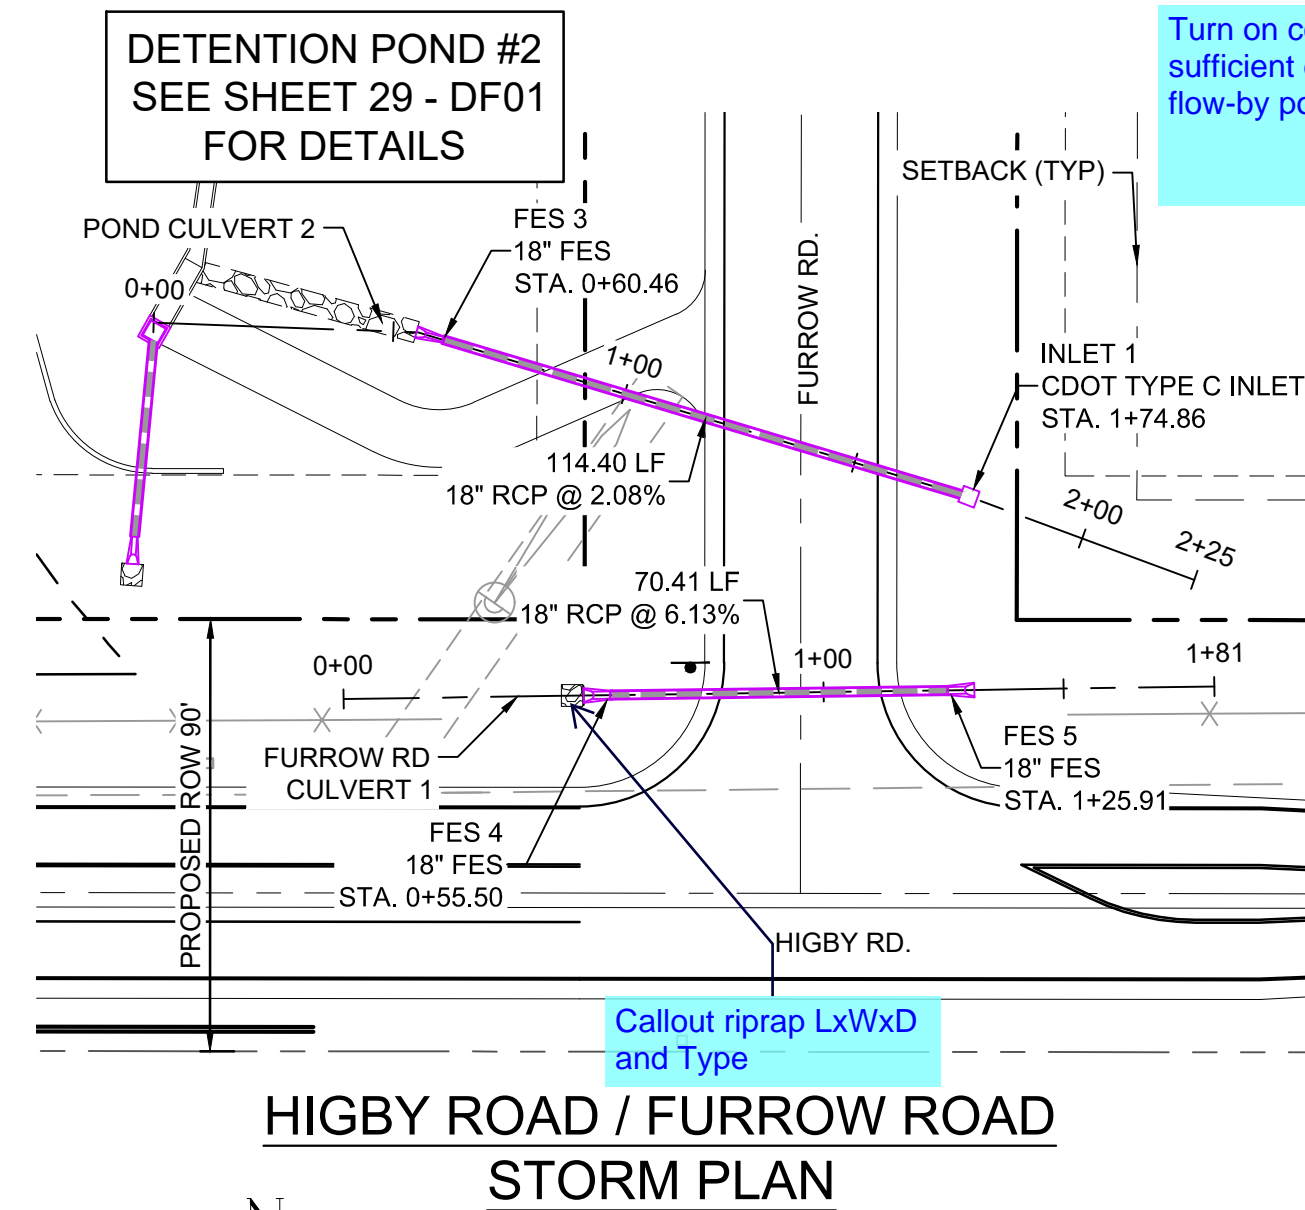 DETENTION POND #2
SEE SHEET 29 - DF01
FOR DETAILS
Turn on
sufficient
flow-by
SETBACK (TYP)
POND CULVERT 2
FES 3
18" FES
STA. 0+60.46
0+00
FURROW RD.
1+00
INLET 1
CDOT TYPE C INLET
STA. 1+74.86
114.40 LF
18" RCP @ 2.08%
2+00
2+25
70.41 LF
18" RCP @ 6.13%
0+00
1+00
1+81
PROPOSED ROW 90'
FURROW RD
CULVERT 1
FES 5
18" FES
STA. 1+25.91
FES 4
18" FES
STA. 0+55.50
HIGBY RD.
Callout riprap LxWxD
and Type
HIGBY ROAD / FURROW ROAD
STORM PLAN
N